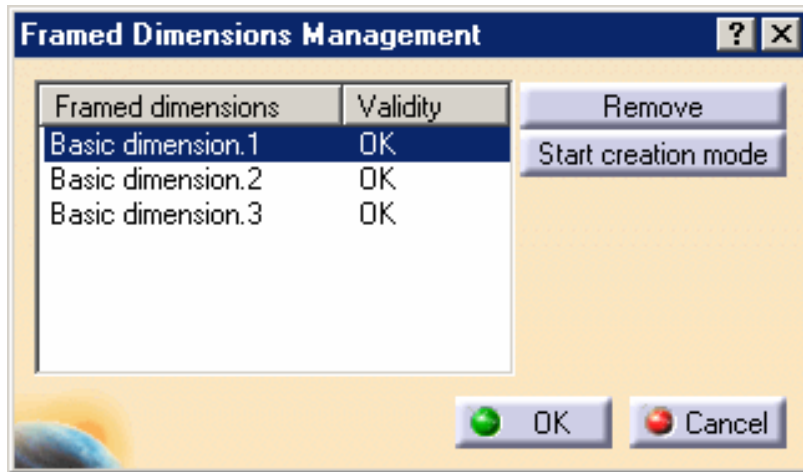 Framed Dimensions Management ?
Framed dimensions Validity Remove
Basic dimension.1 OK Start creation mode
Basic dimension.2 OK
Basic dimension.3 OK
OK Cancel